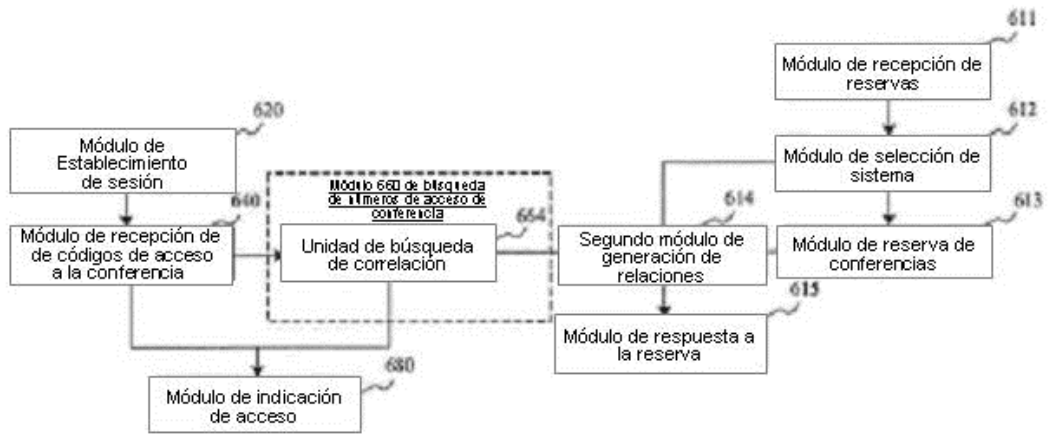 611
Módulo de recepción de
reservas
612
Módulo de selección de
sistema
613
Módulo de reserva de
conferencias
614
Segundo módulo de
generación de
relaciones
615
Módulo de respuesta a
la reserva
620
Módulo de
Establecimiento
de sesión
640
Módulo de recepción de
de códigos de acceso
a la conferencia
Módulo 660 de búsqueda
de números de acceso de
conferencia
664
Unidad de búsqueda
de correlación
680
Módulo de indicación
de acceso